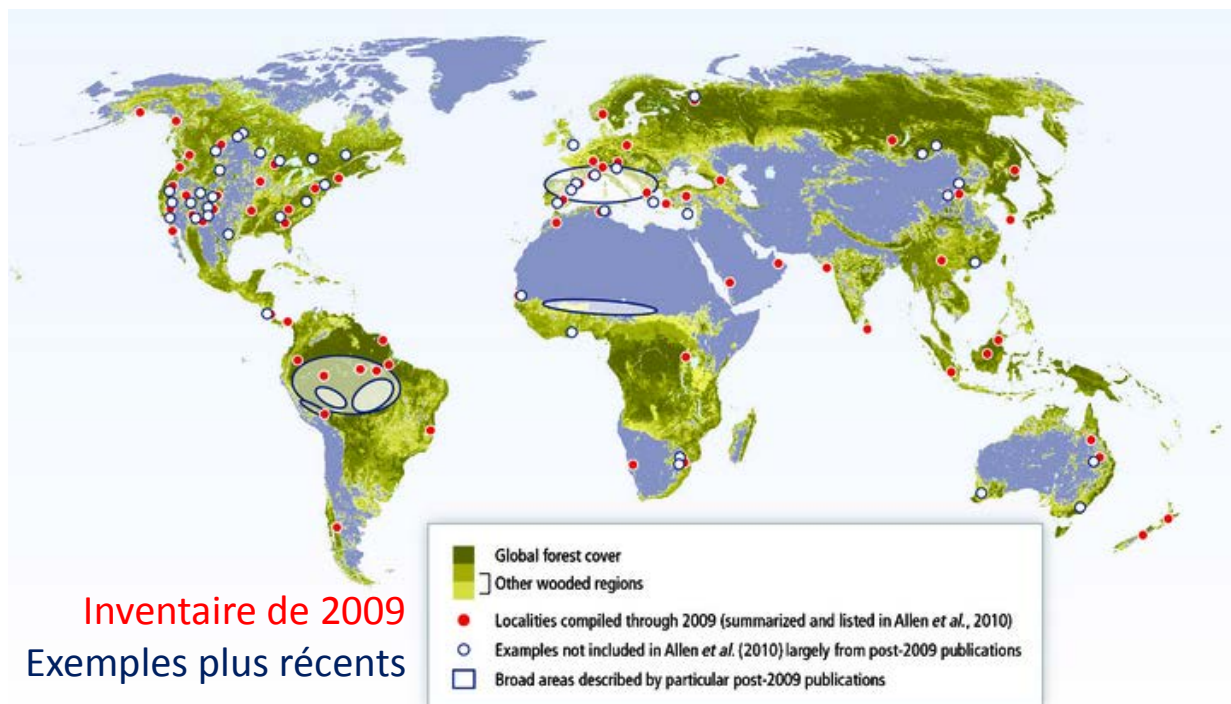 Inventaire de 2009
Exemples plus récents
Global forest cover
Other wooded regions
Localities compiled through 2009 (summarized and listed in Allen et al., 2010)
Examples not included in Allen et al. (2010) largely from post-2009 publications
Broad areas described by particular post-2009 publications